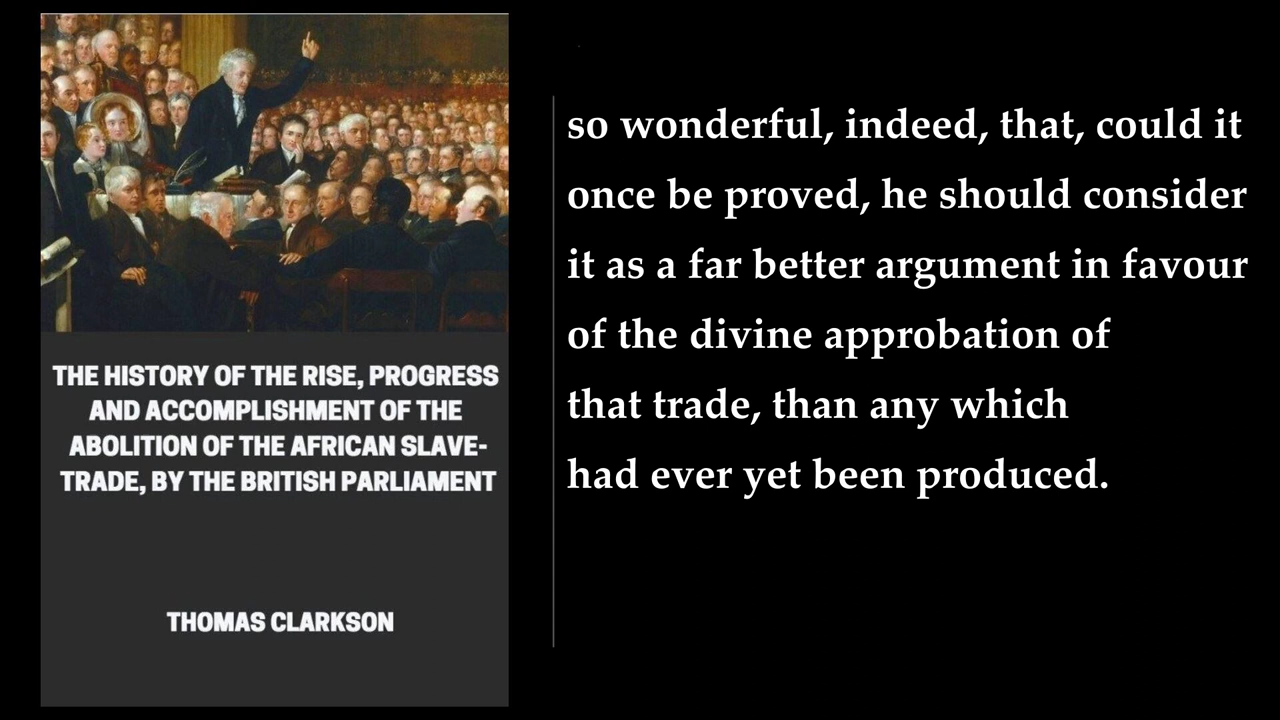 THE HISTORY OF THE RISE, PROGRESS
AND ACCOMPLISHMENT OF THE
ABOLITION OF THE AFRICAN SLAVE-
TRADE, BY THE BRITISH PARLIAMENT
THOMAS CLARKSON
so wonderful, indeed, that, could it
once be proved, he should consider
it as a far better argument in favour
of the divine approbation of
that trade, than any which
had ever yet been produced.